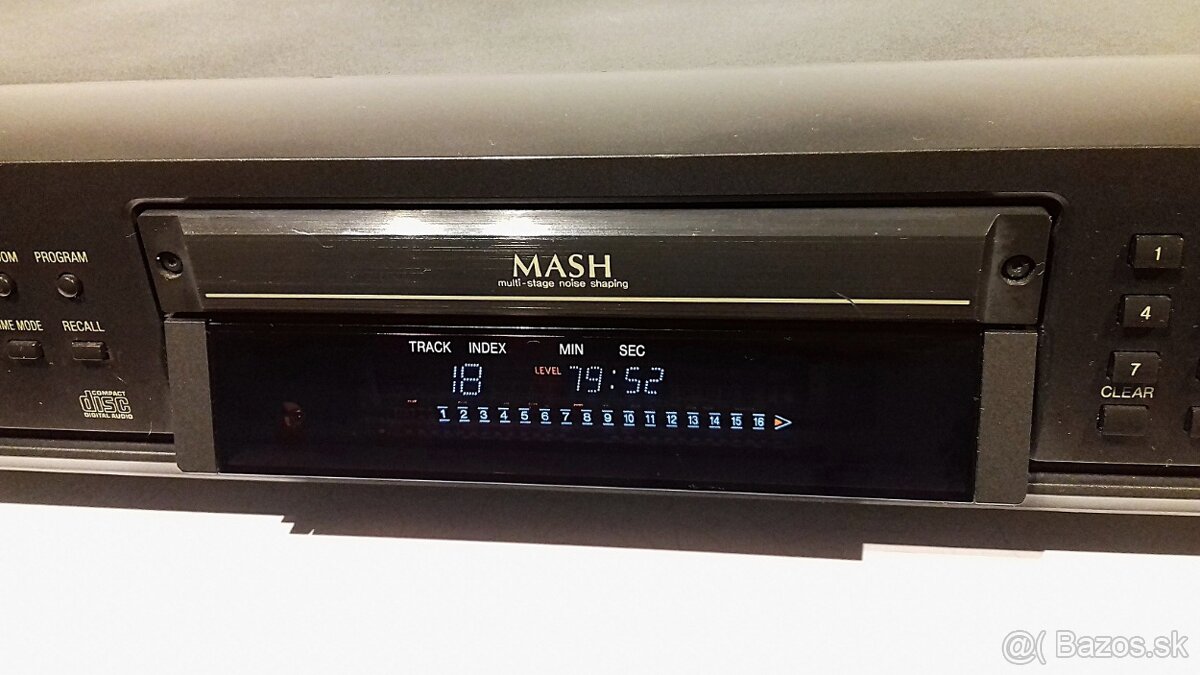 MASH
multi-stage noise shaping
PROGRAM
RECALL
COMPACT
disc
DIGITAL AUDIO
TRACK INDEX MIN SEC
18 LEVEL 79:52
1 2 3 4 5 6 7 8 9 10 11 12 13 14 15 16
1
4
7
CLEAR
@( Bazos.sk